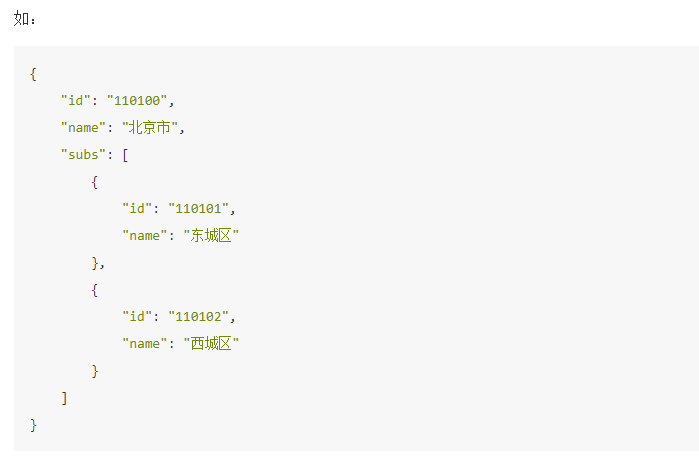 如：
{
    "id": "110100",
    "name": "北京市",
    "subs": [
        {
            "id": "110101",
            "name": "东城区"
        },
        {
            "id": "110102",
            "name": "西城区"
        }
    ]
}